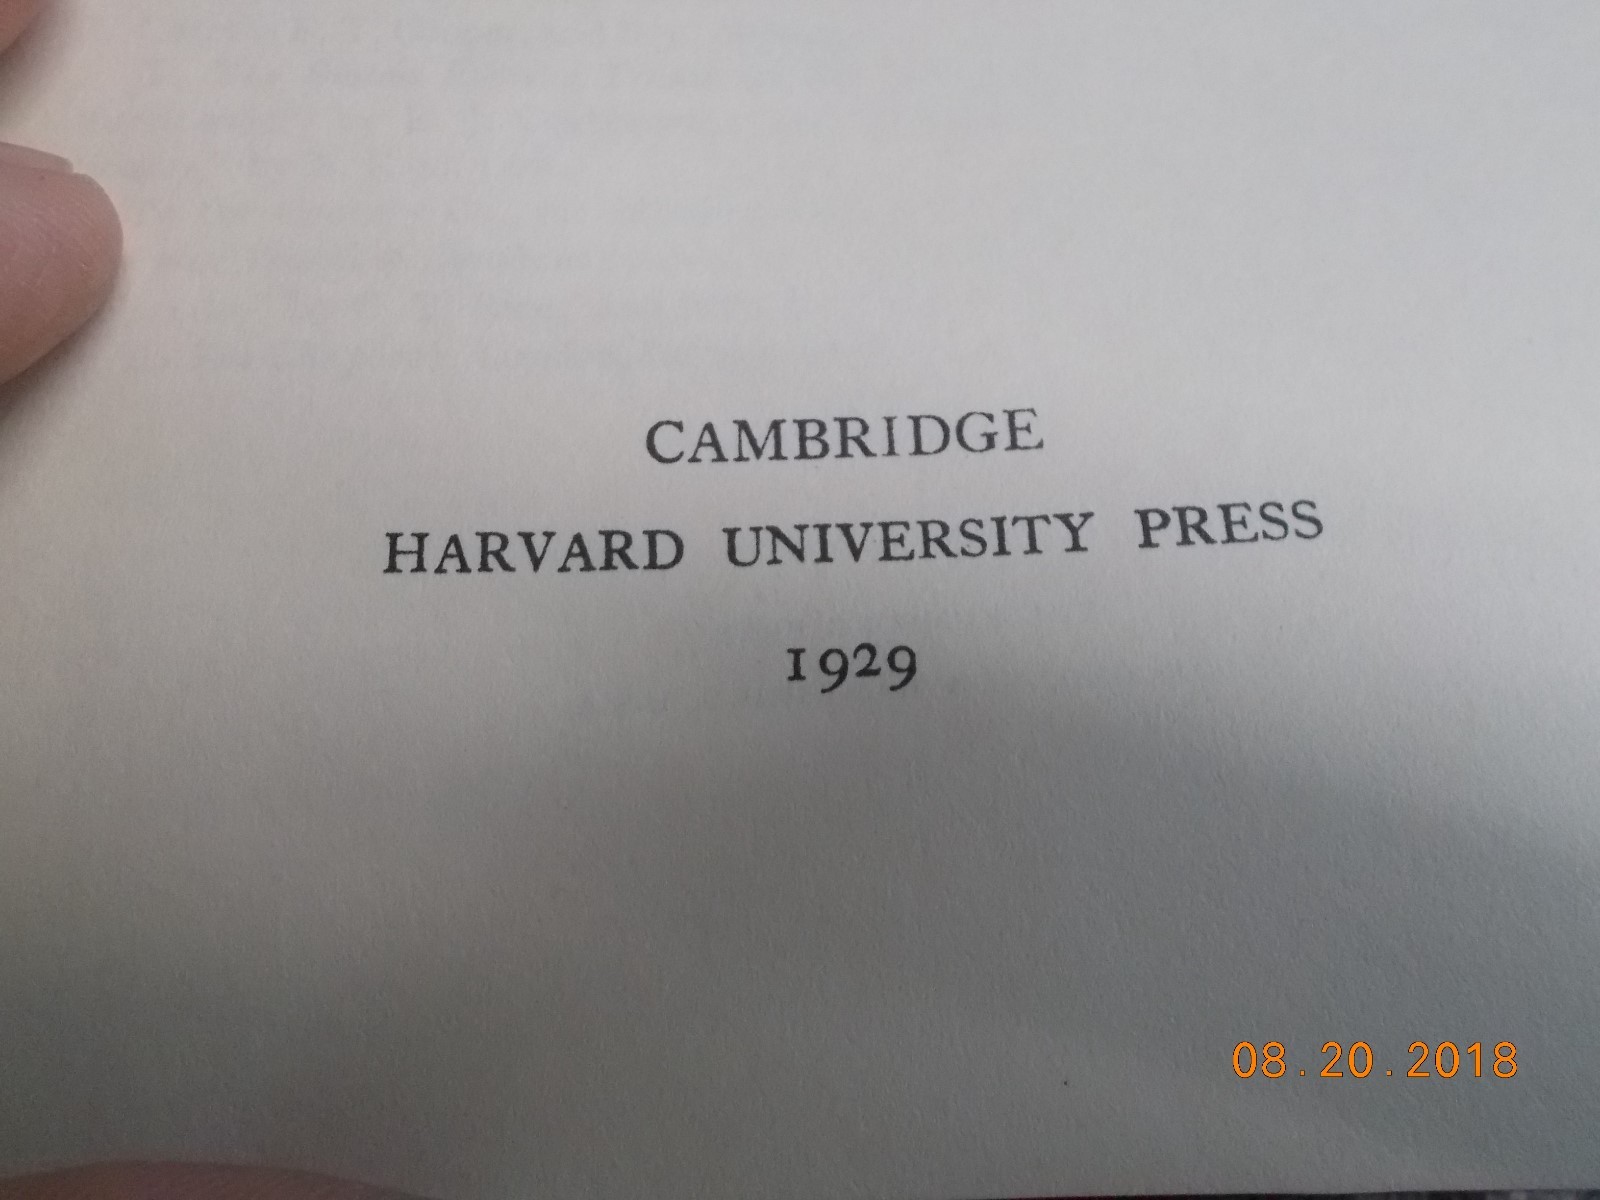 CAMBRIDGE
HARVARD UNIVERSITY PRESS
1929
08.20.2018